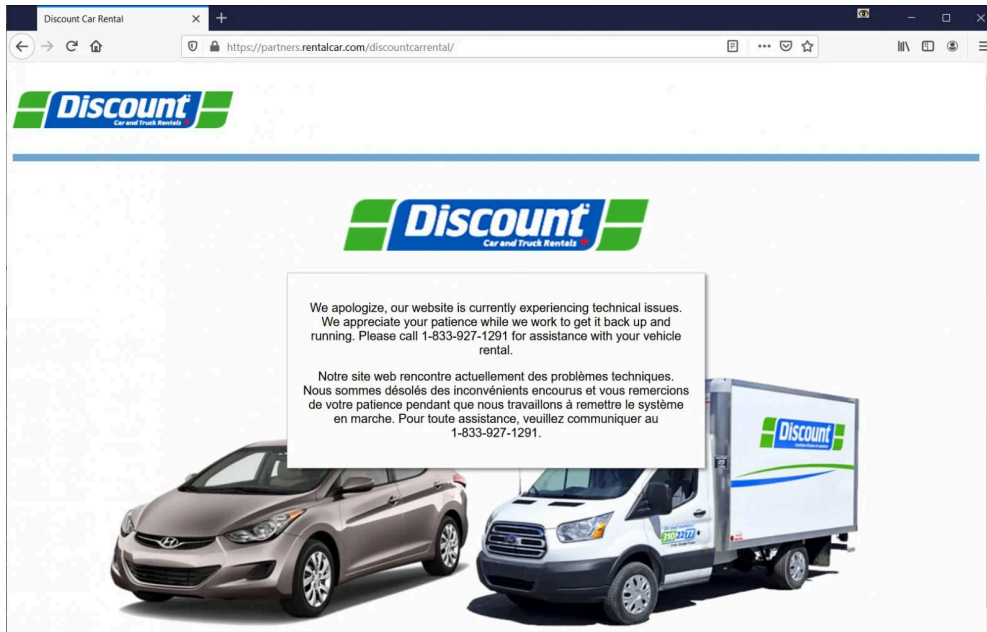 Discount Car Rental
https://partners.rentalcar.com/discountcarrental/
Discount
Car and Truck Rentals
Discount
Car and Truck Rentals
We apologize, our website is currently experiencing technical issues.
We appreciate your patience while we work to get it back up and
running. Please call 1-833-927-1291 for assistance with your vehicle
rental.
Notre site web rencontre actuellement des problèmes techniques.
Nous sommes désolés des inconvénients encourus et vous remercions
de votre patience pendant que nous travaillons à remettre le système
en marche. Pour toute assistance, veuillez communiquer au
1-833-927-1291.
Discount
310 2277